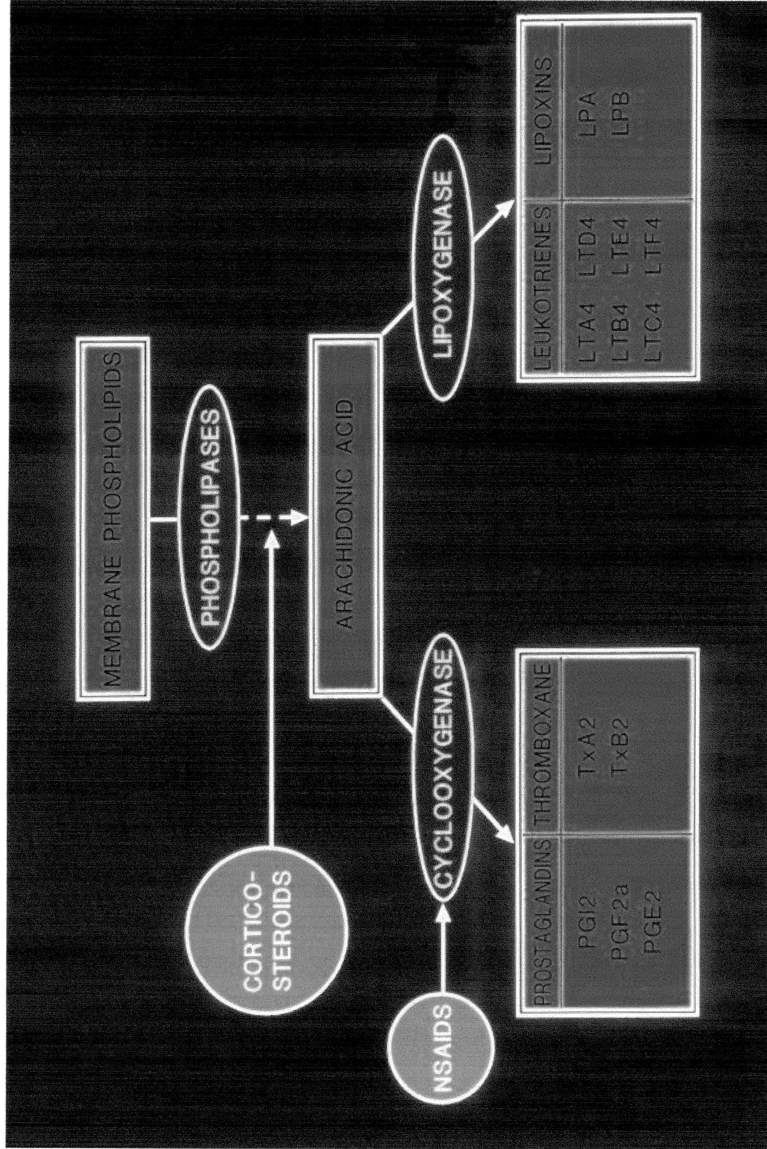 MEMBRANE PHOSPHOLIPIDS
PHOSPHOLIPASES
CORTICO-
STEROIDS
ARACHIDONIC ACID
NSAIDS
CYCLOOXYGENASE
LIPOXYGENASE
PROSTAGLANDINS THROMBOXANE
PGI2 TxA2
PGF2a TxB2
PGE2
LEUKOTRIENES LIPOXINS
LTA4 LTD4 LPA
LTB4 LTE4 LPB
LTC4 LTF4